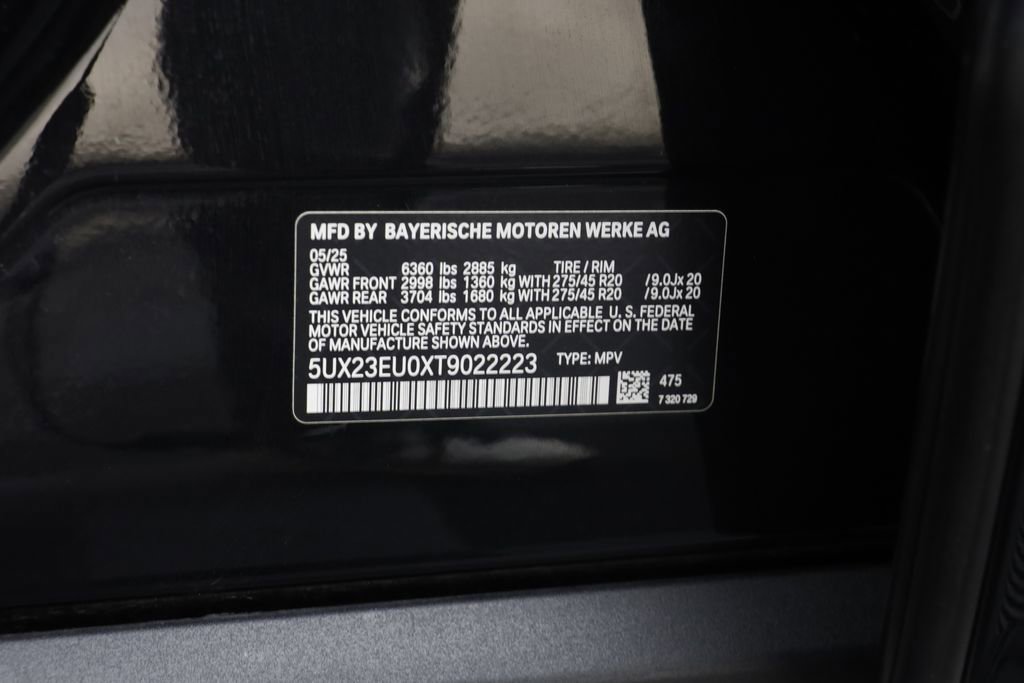 MFD BY BAYERISCHE MOTOREN WERKE AG
05/25
GVWR 6360 lbs 2885 kg TIRE / RIM
GAWR FRONT 2998 lbs 1360 kg WITH 275/45 R20 /9.0Jx 20
GAWR REAR 3704 lbs 1680 kg WITH 275/45 R20 /9.0Jx 20
THIS VEHICLE CONFORMS TO ALL APPLICABLE U. S. FEDERAL
MOTOR VEHICLE SAFETY STANDARDS IN EFFECT ON THE DATE
OF MANUFACTURE SHOWN ABOVE.
5UX23EU0XT9022223 TYPE: MPV
475
7 320 729